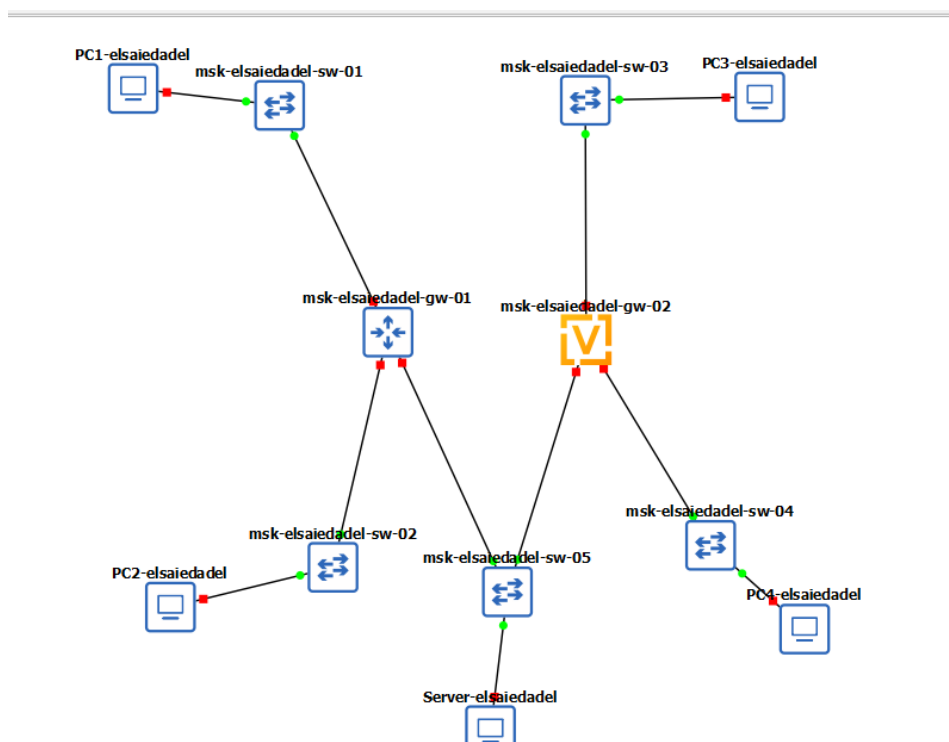 PC1-elsaiedadel
msk-elsaiedadel-sw-01
msk-elsaiedadel-sw-03
PC3-elsaiedadel
msk-elsaiedadel-gw-01
msk-elsaiedadel-gw-02
V
msk-elsaiedadel-sw-02
msk-elsaiedadel-sw-05
msk-elsaiedadel-sw-04
PC2-elsaiedadel
PC4-elsaiedadel
Server-elsaiedadel